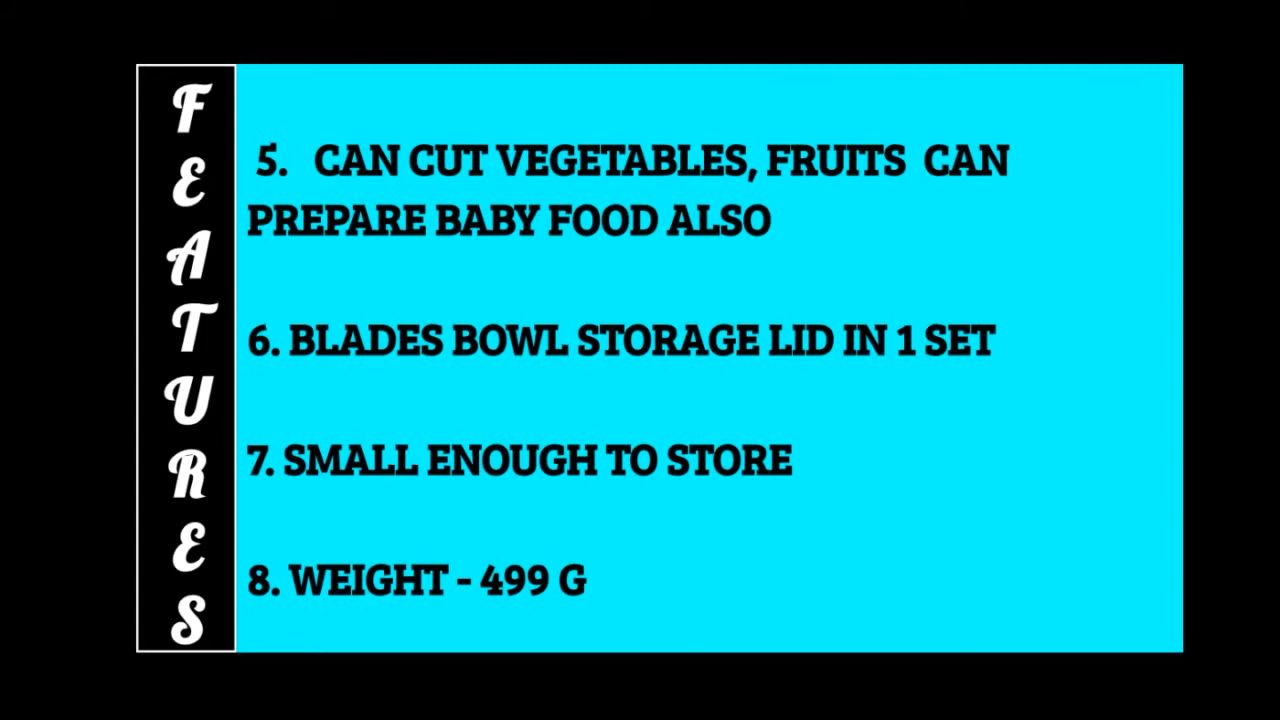 FEATURES
5. CAN CUT VEGETABLES, FRUITS CAN
PREPARE BABY FOOD ALSO
6. BLADES BOWL STORAGE LID IN 1 SET
7. SMALL ENOUGH TO STORE
8. WEIGHT - 499 G